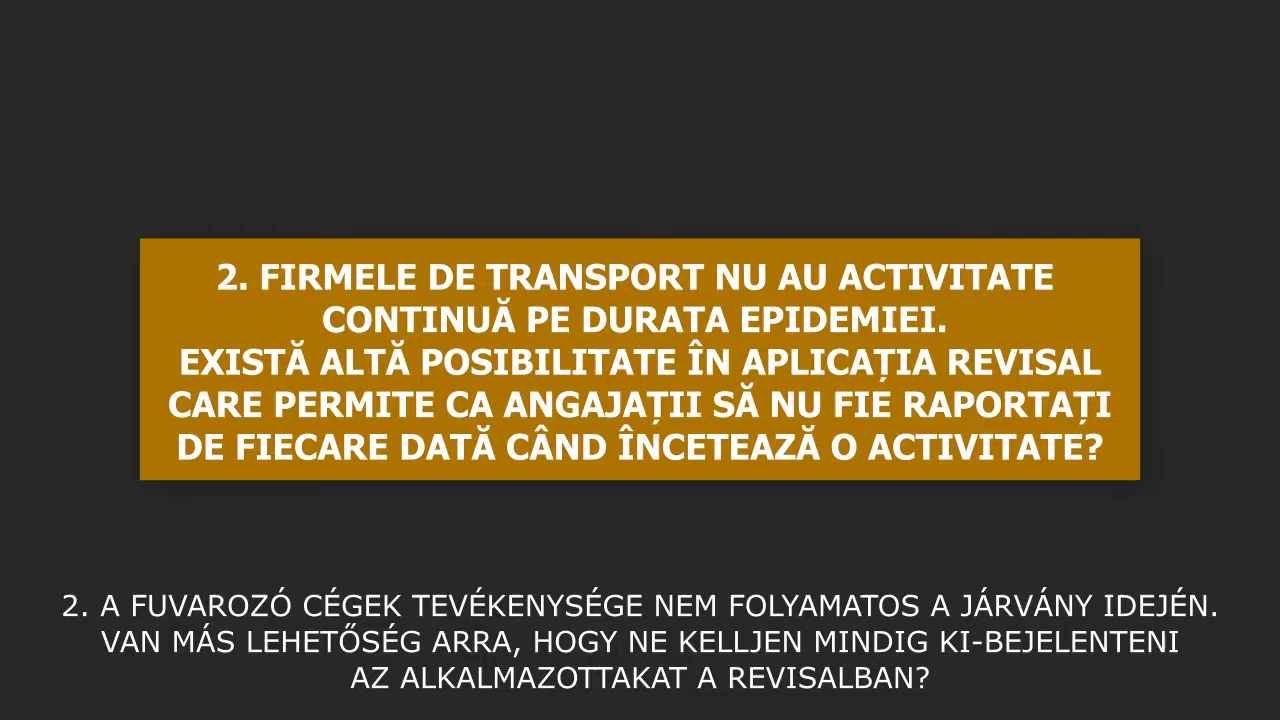 2. FIRMELE DE TRANSPORT NU AU ACTIVITATE
CONTINUĂ PE DURATA EPIDEMIEI.
EXISTĂ ALTĂ POSIBILITATE ÎN APLICAȚIA REVISAL
CARE PERMITE CA ANGAJAȚII SĂ NU FIE RAPORTAȚI
DE FIECARE DATĂ CÂND ÎNCETEAZĂ O ACTIVITATE?
2. A FUVAROZÓ CÉGEK TEVÉKENYSÉGE NEM FOLYAMATOS A JÁRVÁNY IDEJÉN.
VAN MÁS LEHETŐSÉG ARRA, HOGY NE KELLJEN MINDIG KI-BEJELENTENI
AZ ALKALMAZOTTAKAT A REVISALBAN?